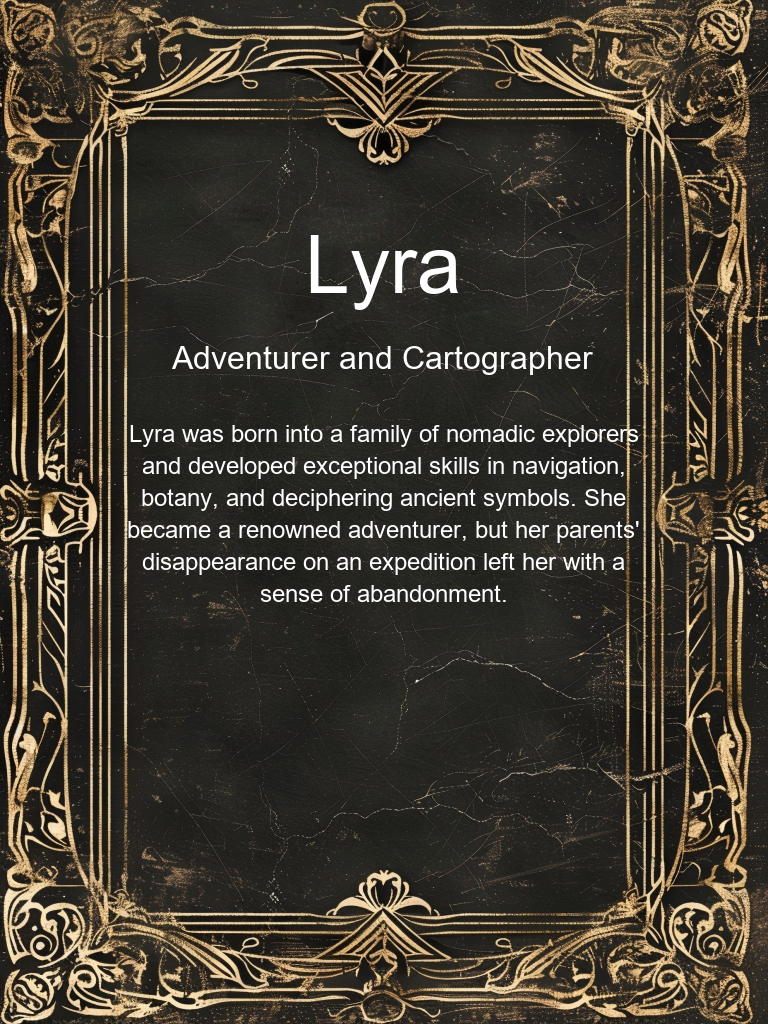 Lyra
Adventurer and Cartographer
Lyra was born into a family of nomadic explorers
and developed exceptional skills in navigation,
botany, and deciphering ancient symbols. She
became a renowned adventurer, but her parents'
disappearance on an expedition left her with a
sense of abandonment.